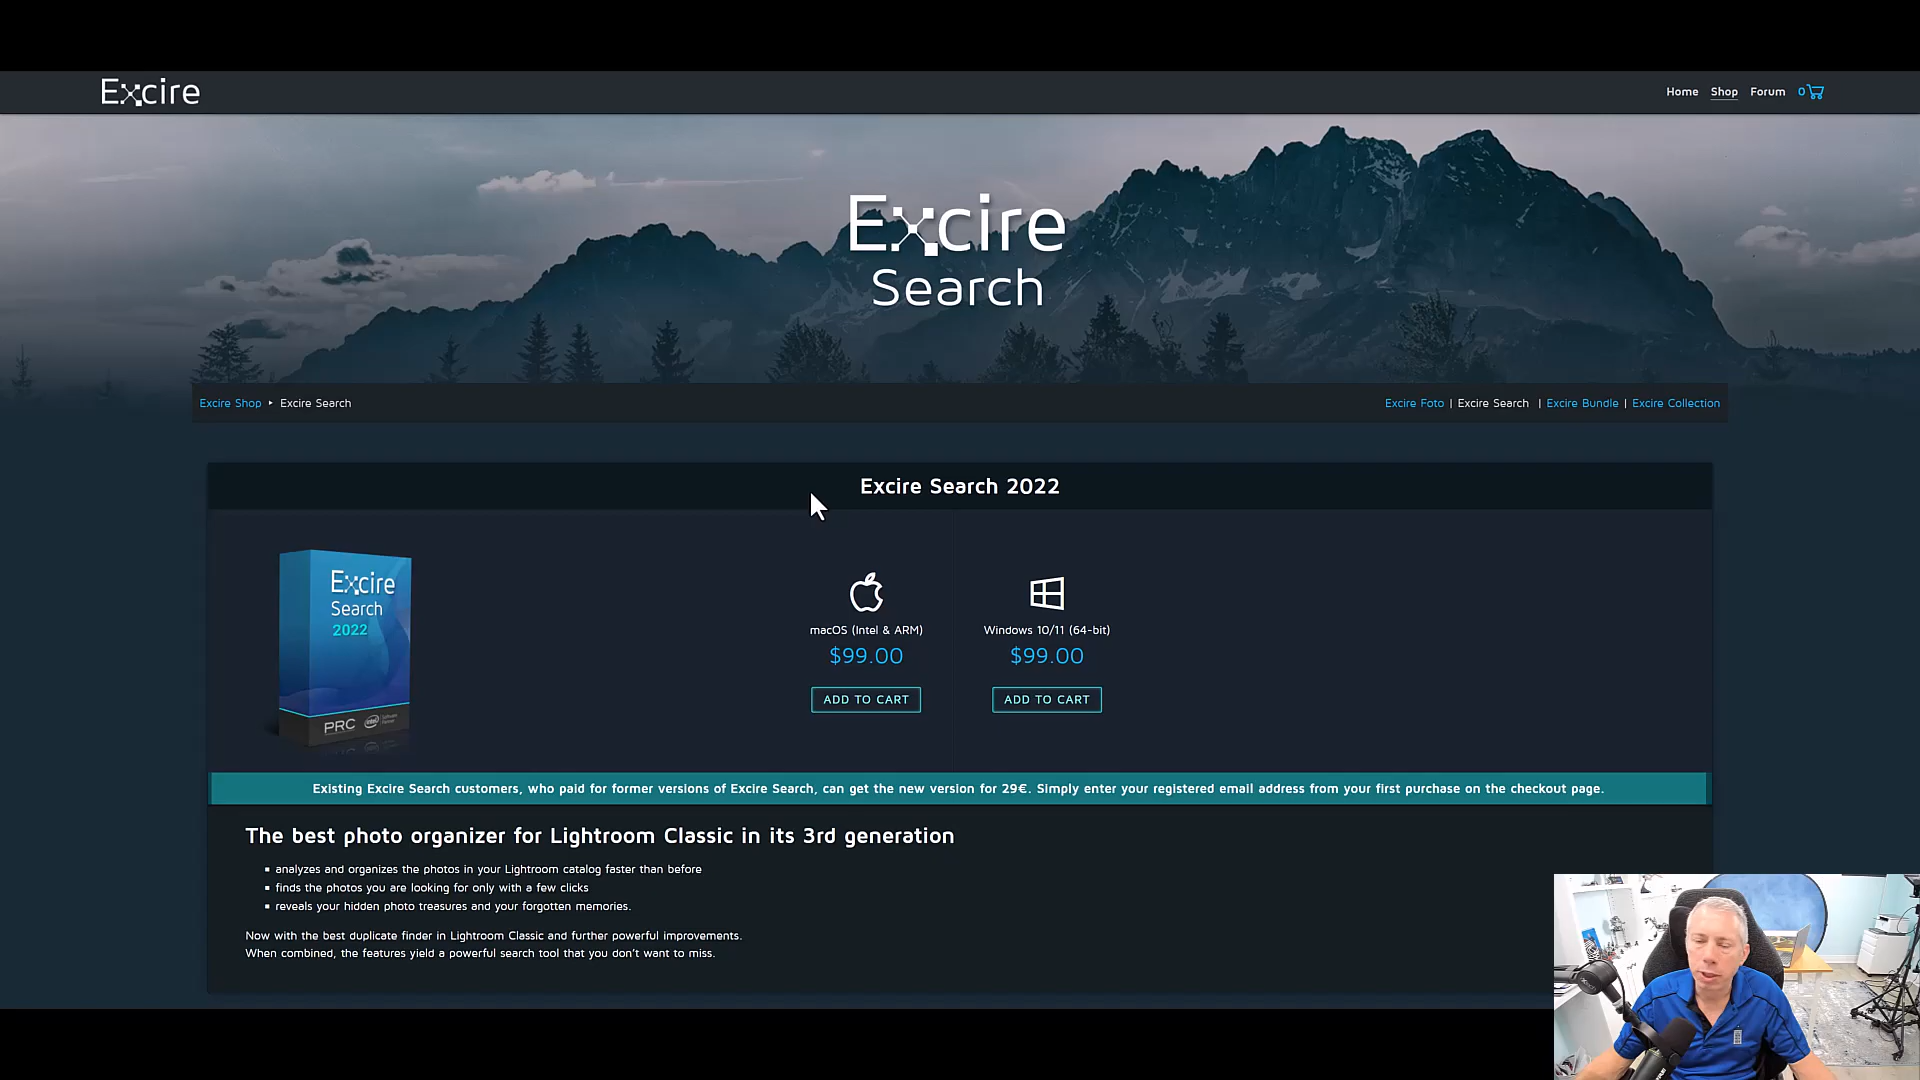 Excire
Home Shop Forum 0
Excire
Search
Excire Shop ▸ Excire Search
Excire Foto | Excire Search | Excire Bundle | Excire Collection
Excire Search 2022
Excire
Search
2022
PRC intel
macOS (Intel & ARM)
$99.00
ADD TO CART
Windows 10/11 (64-bit)
$99.00
ADD TO CART
Existing Excire Search customers, who paid for former versions of Excire Search, can get the new version for 29€. Simply enter your registered email address from your first purchase on the checkout page.
The best photo organizer for Lightroom Classic in its 3rd generation
▪ analyzes and organizes the photos in your Lightroom catalog faster than before
▪ finds the photos you are looking for only with a few clicks
▪ reveals your hidden photo treasures and your forgotten memories.
Now with the best duplicate finder in Lightroom Classic and further powerful improvements.
When combined, the features yield a powerful search tool that you don't want to miss.